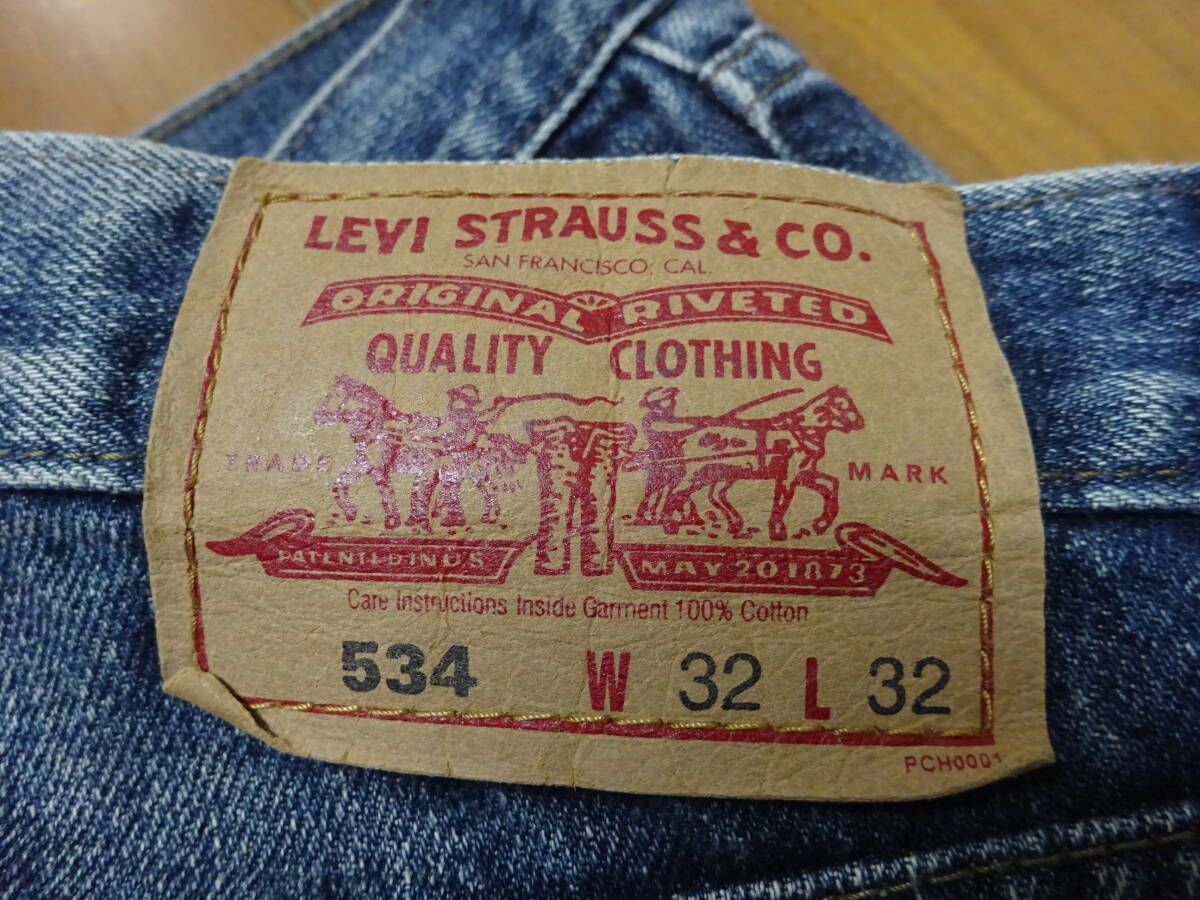 LEVI STRAUSS & CO.
SAN FRANCISCO, CAL.
ORIGINAL RIVETED
QUALITY CLOTHING
TRADE MARK
PATENTED IN U S MAY 20 1873
Care Instructions Inside Garment 100% Cotton
534 W 32 L 32
PCH0001